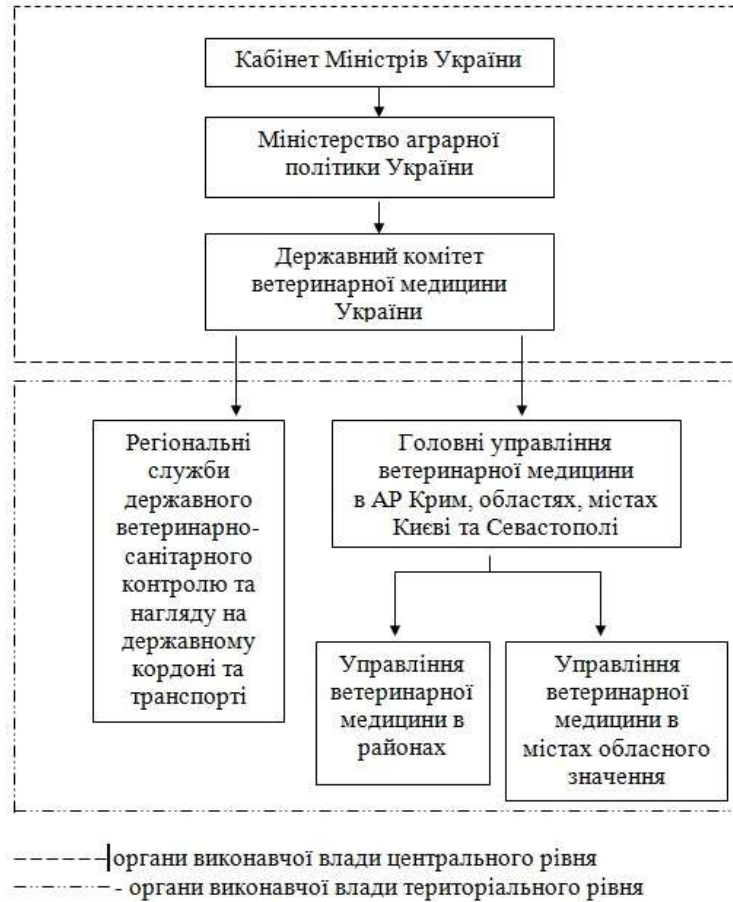 Кабінет Міністрів України
Міністерство аграрної
політики України
Державний комітет
ветеринарної медицини
України
Регіональні
служби
державного
ветеринарно-
санітарного
контролю та
нагляду на
державному
кордоні та
транспорті
Головні управління
ветеринарної медицини
в АР Крим, областях, містах
Києві та Севастополі
Управління
ветеринарної
медицини в
районах
Управління
ветеринарної
медицини в
містах обласного
значення
органи виконавчої влади центрального рівня
- органи виконавчої влади територіального рівня